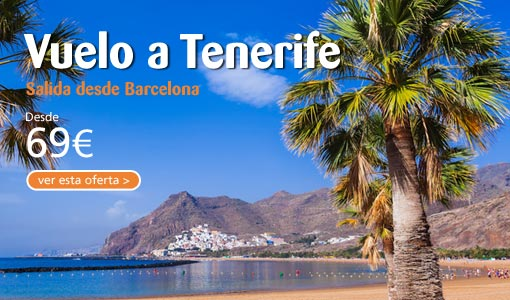 Vuelo a Tenerife
Salida desde Barcelona
Desde
69€
ver esta oferta >